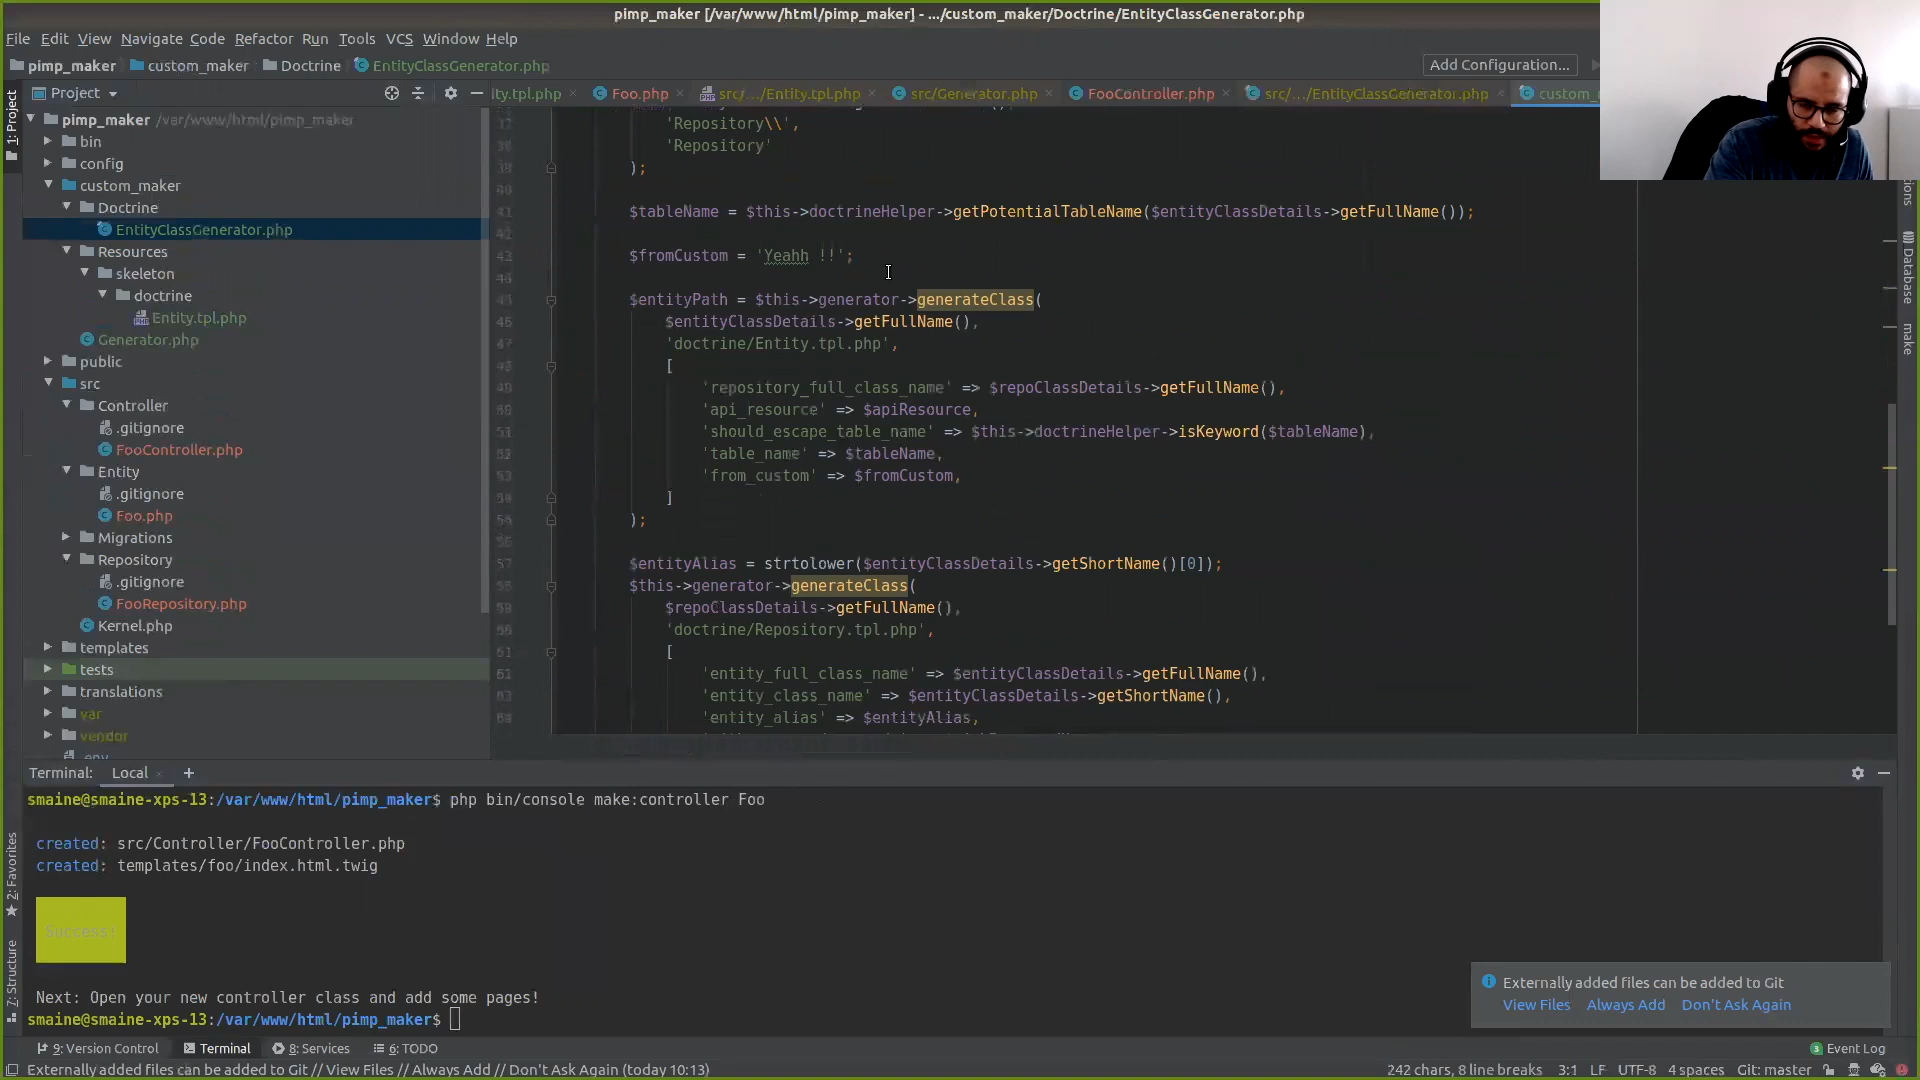 pimp_maker [/var/www/html/pimp_maker] - .../custom_maker/Doctrine/EntityClassGenerator.php
File Edit View Navigate Code Refactor Run Tools VCS Window Help
pimp_maker custom_maker Doctrine EntityClassGenerator.php Add Configuration...
Project
ity.tpl.php Foo.php src/.../Entity.tpl.php src/Generator.php FooController.php src/.../EntityClassGenerator.php custom_
1: Project
pimp_maker /var/www/html/pimp_maker
bin
config
custom_maker
Doctrine
EntityClassGenerator.php
Resources
skeleton
doctrine
Entity.tpl.php
Generator.php
public
src
Controller
.gitignore
FooController.php
Entity
.gitignore
Foo.php
Migrations
Repository
.gitignore
FooRepository.php
Kernel.php
templates
tests
translations
var
vendor
.env
'Repository\\',
'Repository'
);
$tableName = $this->doctrineHelper->getPotentialTableName($entityClassDetails->getFullName());
$fromCustom = 'Yeahh !!';
$entityPath = $this->generator->generateClass(
$entityClassDetails->getFullName(),
'doctrine/Entity.tpl.php',
[
'repository_full_class_name' => $repoClassDetails->getFullName(),
'api_resource' => $apiResource,
'should_escape_table_name' => $this->doctrineHelper->isKeyword($tableName),
'table_name' => $tableName,
'from_custom' => $fromCustom,
]
);
$entityAlias = strtolower($entityClassDetails->getShortName()[0]);
$this->generator->generateClass(
$repoClassDetails->getFullName(),
'doctrine/Repository.tpl.php',
[
'entity_full_class_name' => $entityClassDetails->getFullName(),
'entity_class_name' => $entityClassDetails->getShortName(),
'entity_alias' => $entityAlias,
Database
make
Terminal: Local +
smaine@smaine-xps-13:/var/www/html/pimp_maker$ php bin/console make:controller Foo
created: src/Controller/FooController.php
created: templates/foo/index.html.twig
Success!
Next: Open your new controller class and add some pages!
smaine@smaine-xps-13:/var/www/html/pimp_maker$
2: Favorites
7: Structure
Externally added files can be added to Git
View Files Always Add Don't Ask Again
9: Version Control Terminal 8: Services 6: TODO 3 Event Log
Externally added files can be added to Git // View Files // Always Add // Don't Ask Again (today 10:13) 242 chars, 8 line breaks 3:1 LF UTF-8 4 spaces Git: master